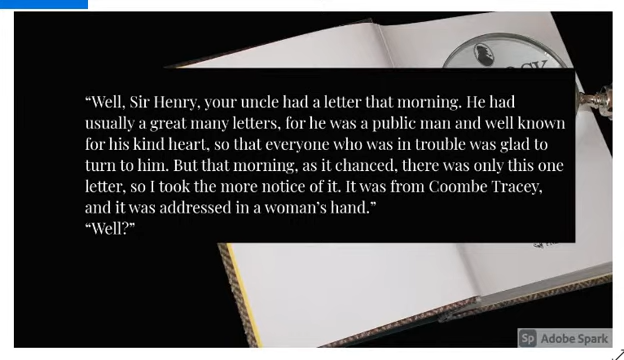 “Well, Sir Henry, your uncle had a letter that morning. He had
usually a great many letters, for he was a public man and well known
for his kind heart, so that everyone who was in trouble was glad to
turn to him. But that morning, as it chanced, there was only this one
letter, so I took the more notice of it. It was from Coombe Tracey,
and it was addressed in a woman’s hand.”
“Well?”
Sp Adobe Spark